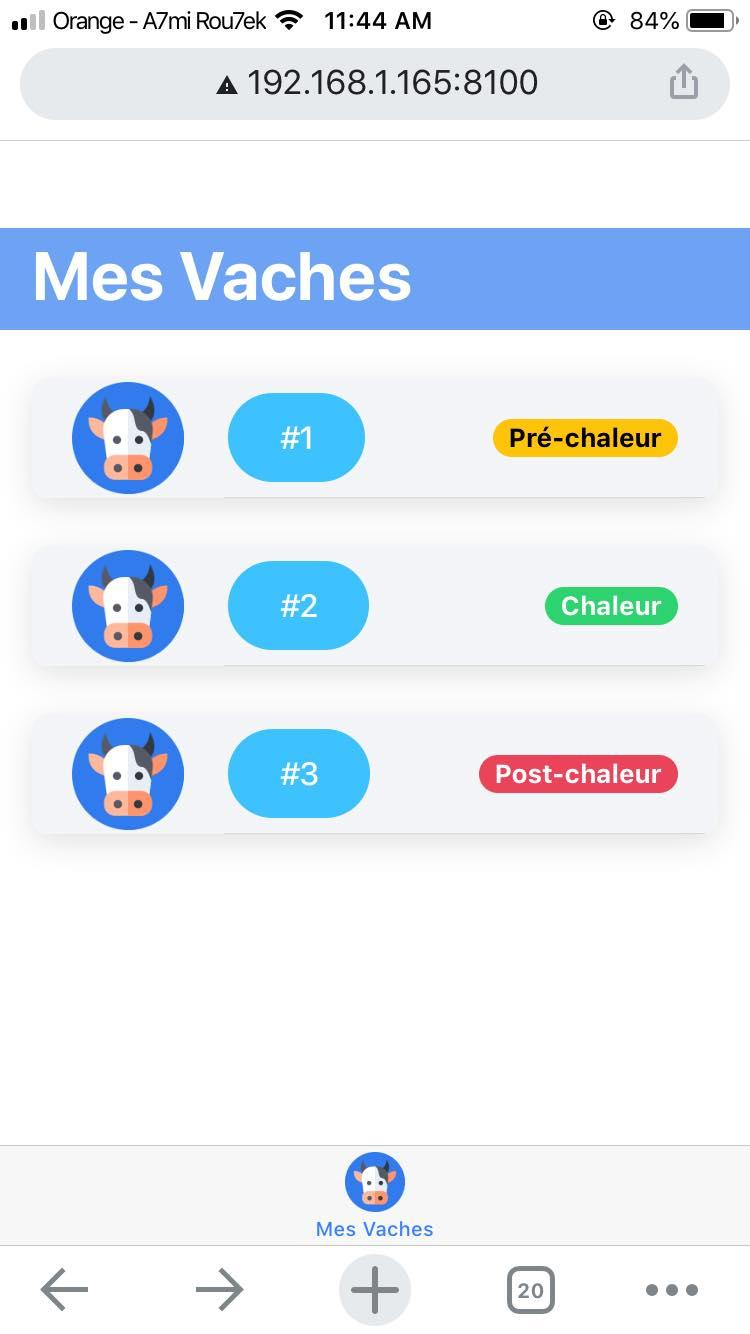 Orange - A7mi Rou7ek 11:44 AM 84%
192.168.1.165:8100
Mes Vaches
#1 Pré-chaleur
#2 Chaleur
#3 Post-chaleur
Mes Vaches
20